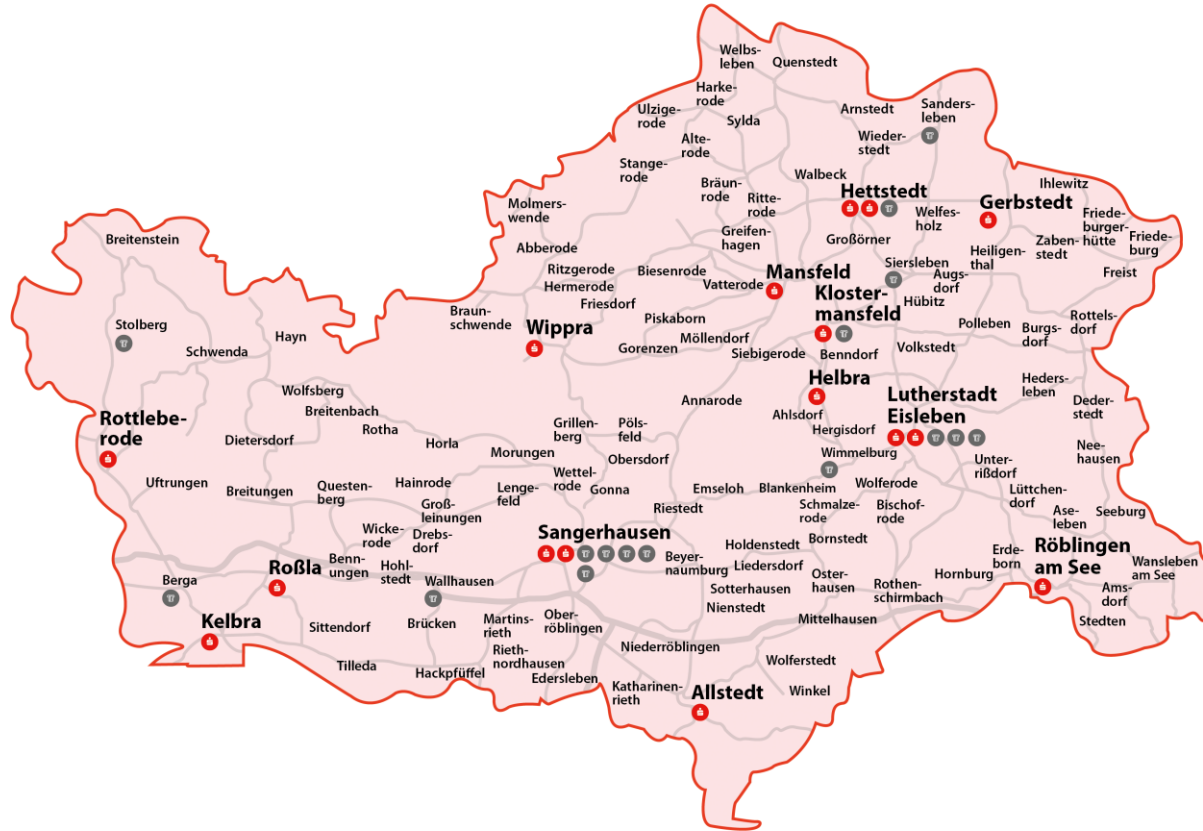 Welbs-
leben
Quenstedt
Harke-
rode
Ulzige-
rode
Sylda
Arnstedt
Sanders-
leben
Wieder-
stedt
Alte-
rode
Stange-
rode
Walbeck
Bräun-
rode
Ritte-
rode
Hettstedt
Ihlewitz
Gerbstedt
Molmers-
wende
Welfes-
holz
Friede-
burger-
hütte
Friede-
burg
Greifen-
hagen
Großörner
Zaben-
stedt
Breitenstein
Abberode
Heiligen-
thal
Siersleben
Ritzgerode
Hermerode
Biesenrode
Vatterode
Mansfeld
Augs-
dorf
Freist
Friesdorf
Kloster-
mansfeld
Hübitz
Braun-
schwende
Piskaborn
Rottels-
dorf
Stolberg
Wippra
Möllendorf
Polleben
Burgs-
dorf
Hayn
Schwenda
Gorenzen
Siebigerode
Benndorf
Volkstedt
Helbra
Heders-
leben
Wolfsberg
Lutherstadt
Eisleben
Annarode
Breitenbach
Deder-
stedt
Rottlebe-
rode
Ahlsdorf
Rotha
Grillen-
berg
Pöls-
feld
Hergisdorf
Dietersdorf
Horla
Nee-
hausen
Morungen
Obersdorf
Wimmelburg
Unter-
rißdorf
Wettel-
rode
Uftrungen
Breitungen
Questen-
berg
Hainrode
Lenge-
feld
Gonna
Emseloh
Blankenheim
Wolferode
Lüttchen-
dorf
Groß-
leinungen
Riestedt
Schmalze-
rode
Bischof-
rode
Ase-
leben
Seeburg
Wicke-
rode
Drebs-
dorf
Sangerhausen
Bornstedt
Röblingen
am See
Holdenstedt
Benn-
ungen
Hohl-
stedt
Roßla
Beyer-
naumburg
Liedersdorf
Erde-
born
Wansleben
am See
Berga
Wallhausen
Oster-
hausen
Hornburg
Sotterhausen
Rothen-
schirmbach
Ams-
dorf
Nienstedt
Kelbra
Sittendorf
Brücken
Martins-
rieth
Ober-
röblingen
Mittelhausen
Stedten
Rieth-
nordhausen
Niederröblingen
Tilleda
Hackpfüffel
Wolferstedt
Edersleben
Katharinen-
rieth
Allstedt
Winkel